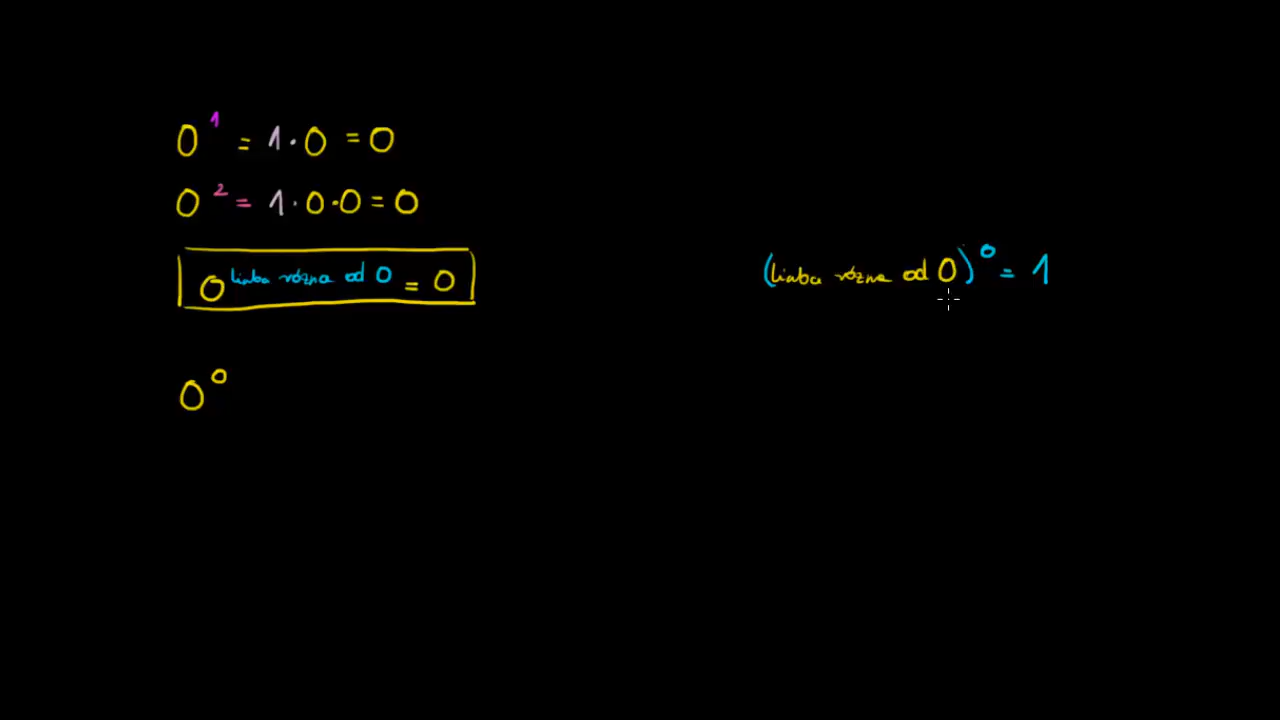 0¹ = 1 · 0 = 0
0² = 1 · 0 · 0 = 0
0^liczba różna od 0 = 0
(liczba różna od 0)⁰ = 1
0⁰